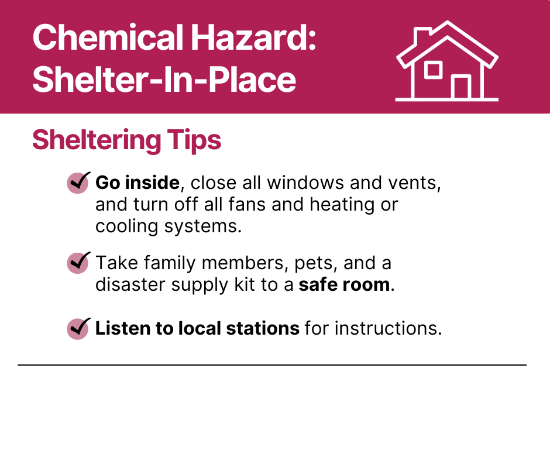 Chemical Hazard:
Shelter-In-Place
Sheltering Tips
Go inside, close all windows and vents,
and turn off all fans and heating or
cooling systems.
Take family members, pets, and a
disaster supply kit to a safe room.
Listen to local stations for instructions.